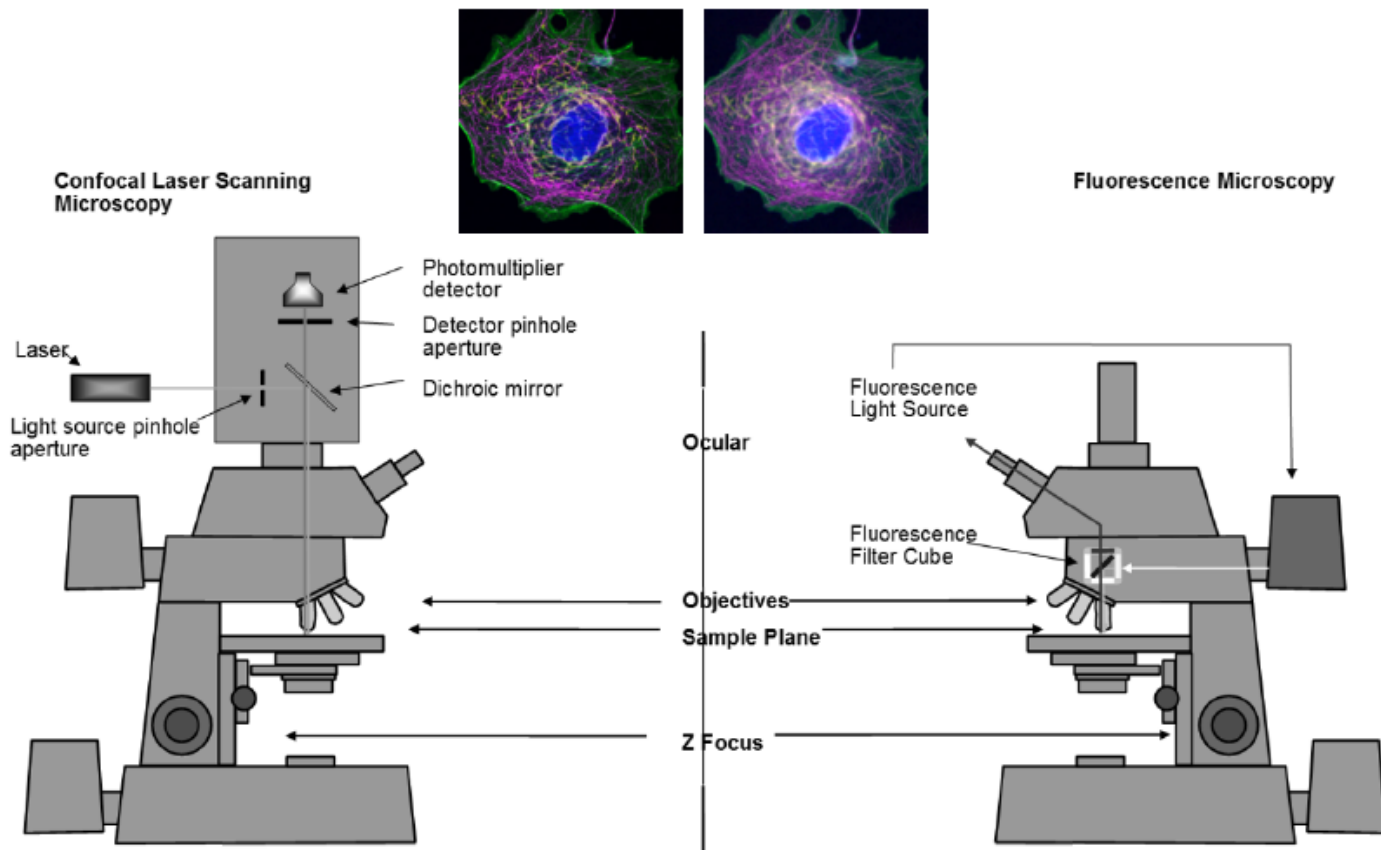 Confocal Laser Scanning
Microscopy
Fluorescence Microscopy
Photomultiplier
detector
Detector pinhole
aperture
Laser
Dichroic mirror
Light source pinhole
aperture
Ocular
Fluorescence
Light Source
Fluorescence
Filter Cube
Objectives
Sample Plane
Z Focus